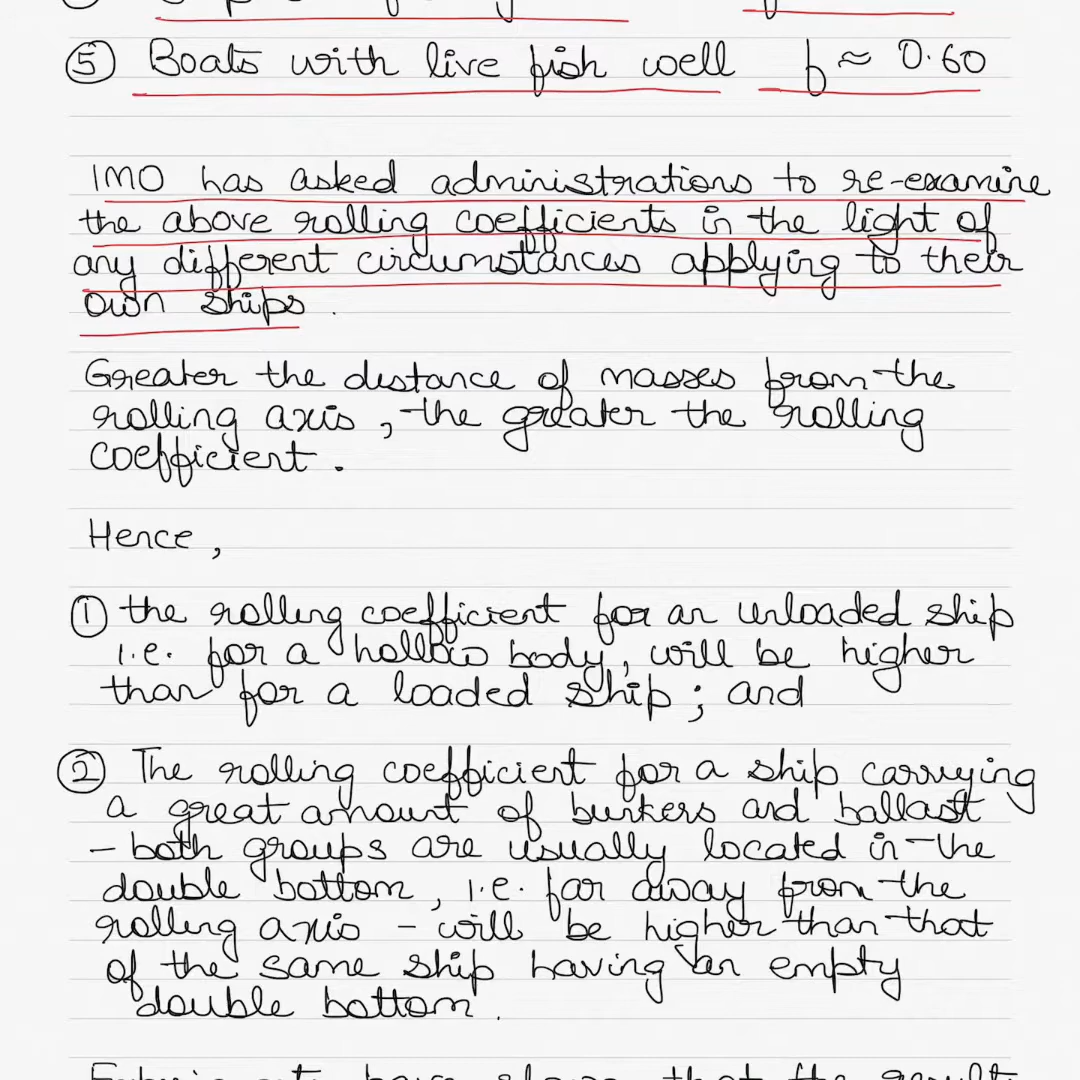 ⑤ Boats with live fish well f ≈ 0.60
IMO has asked administrations to re-examine
the above rolling coefficients in the light of
any different circumstances applying to their
own ships.
Greater the distance of masses from the
rolling axis, the greater the rolling
coefficient.
Hence,
① the rolling coefficient for an unloaded ship
i.e. for a hollow body, will be higher
than for a loaded ship; and
② The rolling coefficient for a ship carrying
a great amount of bunkers and ballast
- both groups are usually located in the
double bottom, i.e. far away from the
rolling axis - will be higher than that
of the same ship having an empty
double bottom.
that the